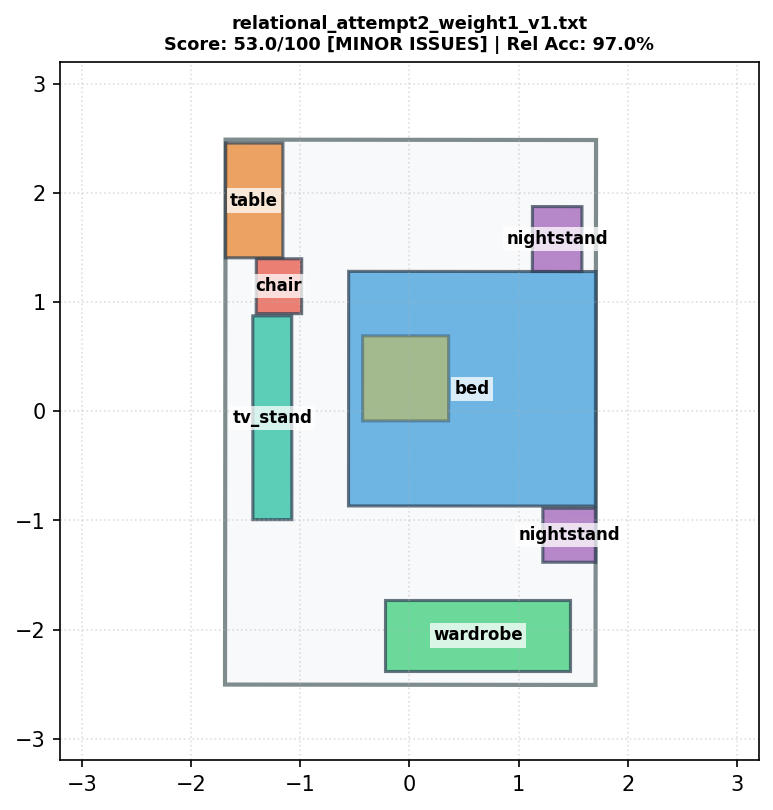 relational_attempt2_weight1_v1.txt
Score: 53.0/100 [MINOR ISSUES] | Rel Acc: 97.0%
3
2
1
0
−1
−2
−3
table
nightstand
chair
bed
tv_stand
nightstand
wardrobe
−3 −2 −1 0 1 2 3